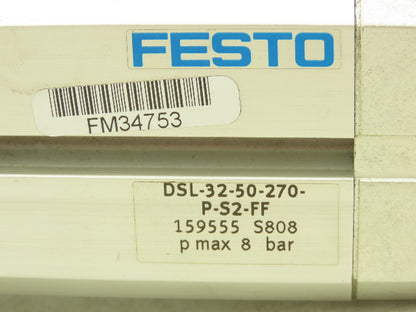 FESTO
FM34753
DSL-32-50-270-
P-S2-FF
159555 S808
p max 8 bar